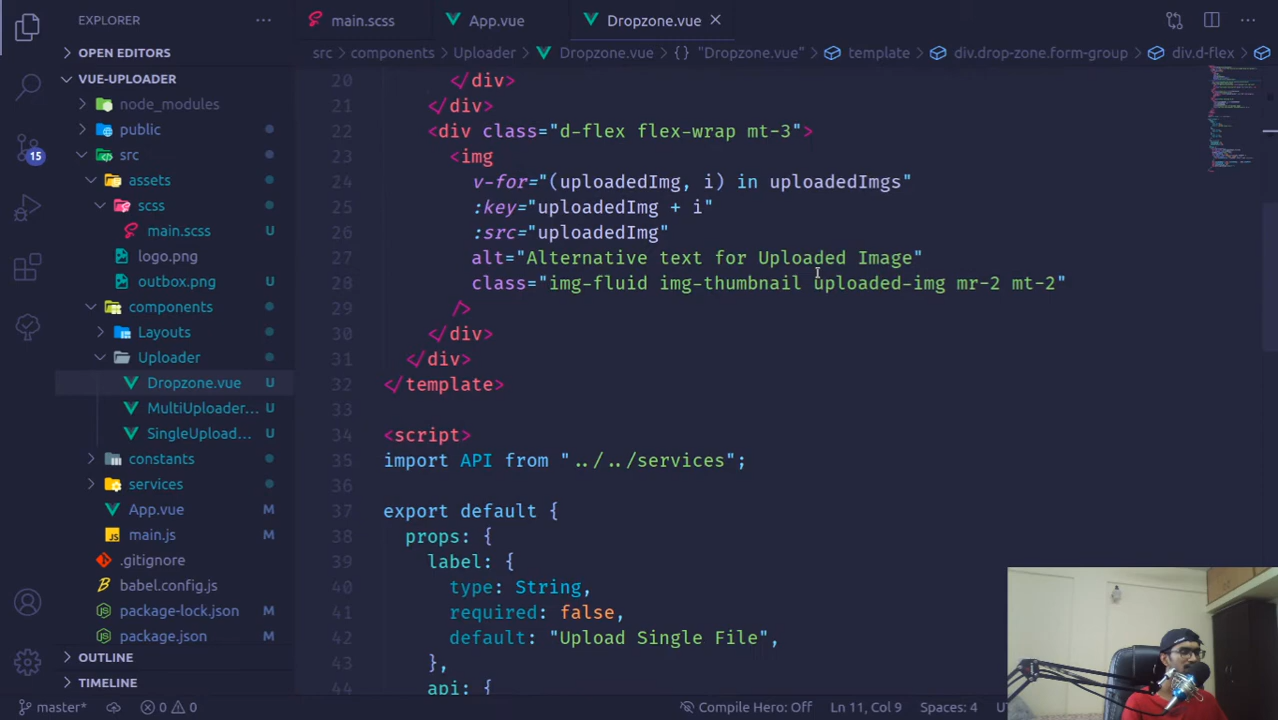 EXPLORER
main.scss
App.vue
Dropzone.vue
OPEN EDITORS
src > components > Uploader > Dropzone.vue > {} "Dropzone.vue" > template > div.drop-zone.form-group > div.d-flex >
VUE-UPLOADER
node_modules
public
src
assets
scss
main.scss U
logo.png
outbox.png
components
Layouts
Uploader
Dropzone.vue U
MultiUploader... U
SingleUpload... U
constants
services
App.vue M
main.js M
.gitignore
babel.config.js
package-lock.json M
package.json M
OUTLINE
TIMELINE
15
20 </div>
21 </div>
22 <div class="d-flex flex-wrap mt-3">
23 <img
24 v-for="(uploadedImg, i) in uploadedImgs"
25 :key="uploadedImg + i"
26 :src="uploadedImg"
27 alt="Alternative text for Uploaded Image"
28 class="img-fluid img-thumbnail uploaded-img mr-2 mt-2"
29 />
30 </div>
31 </div>
32 </template>
33
34 <script>
35 import API from "../../services";
36
37 export default {
38 props: {
39 label: {
40 type: String,
41 required: false,
42 default: "Upload Single File",
43 },
44 api: {
master* 0 0 Compile Hero: Off Ln 11, Col 9 Spaces: 4